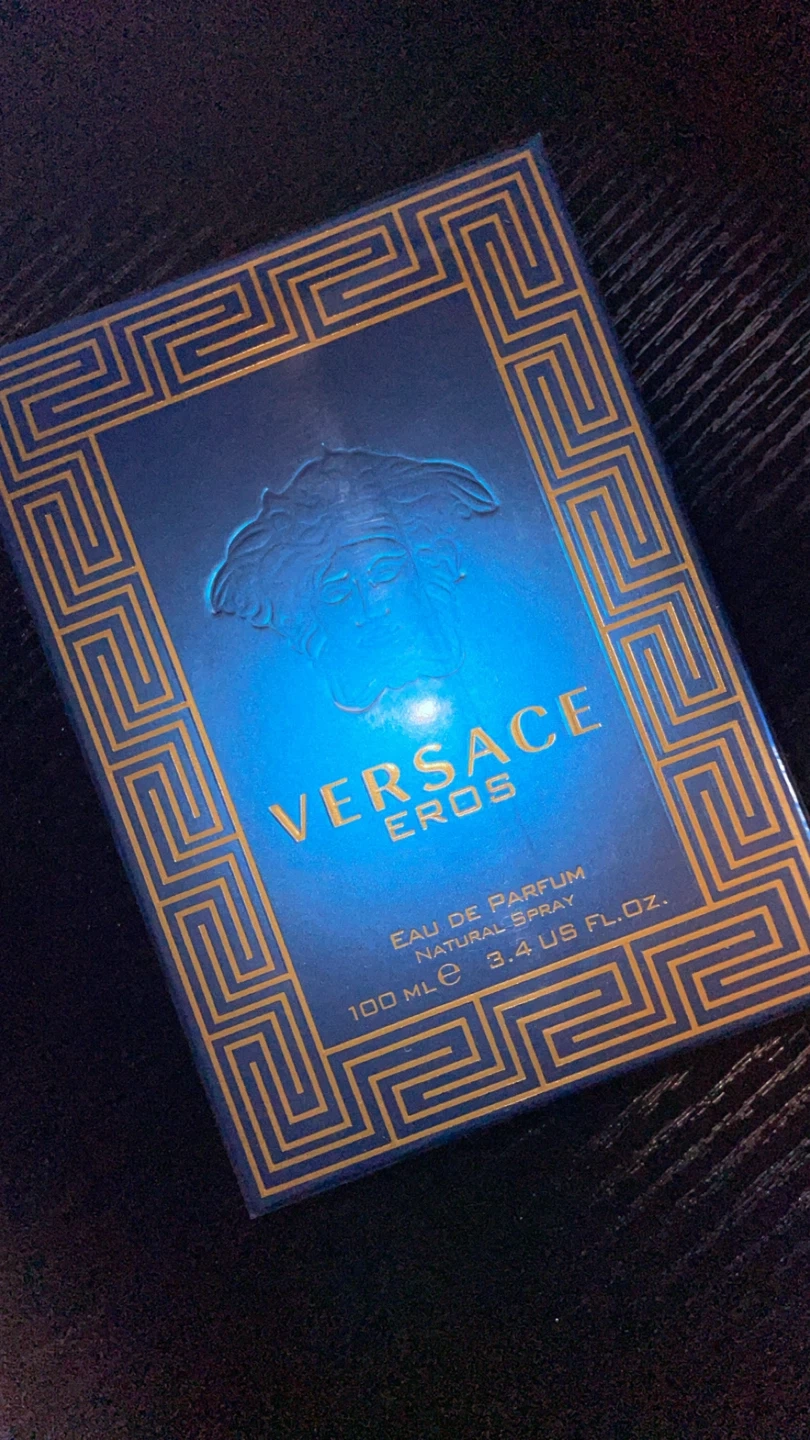 VERSACE
EROS
EAU DE PARFUM
NATURAL SPRAY
100 ML ℮ 3.4 US FL.OZ.